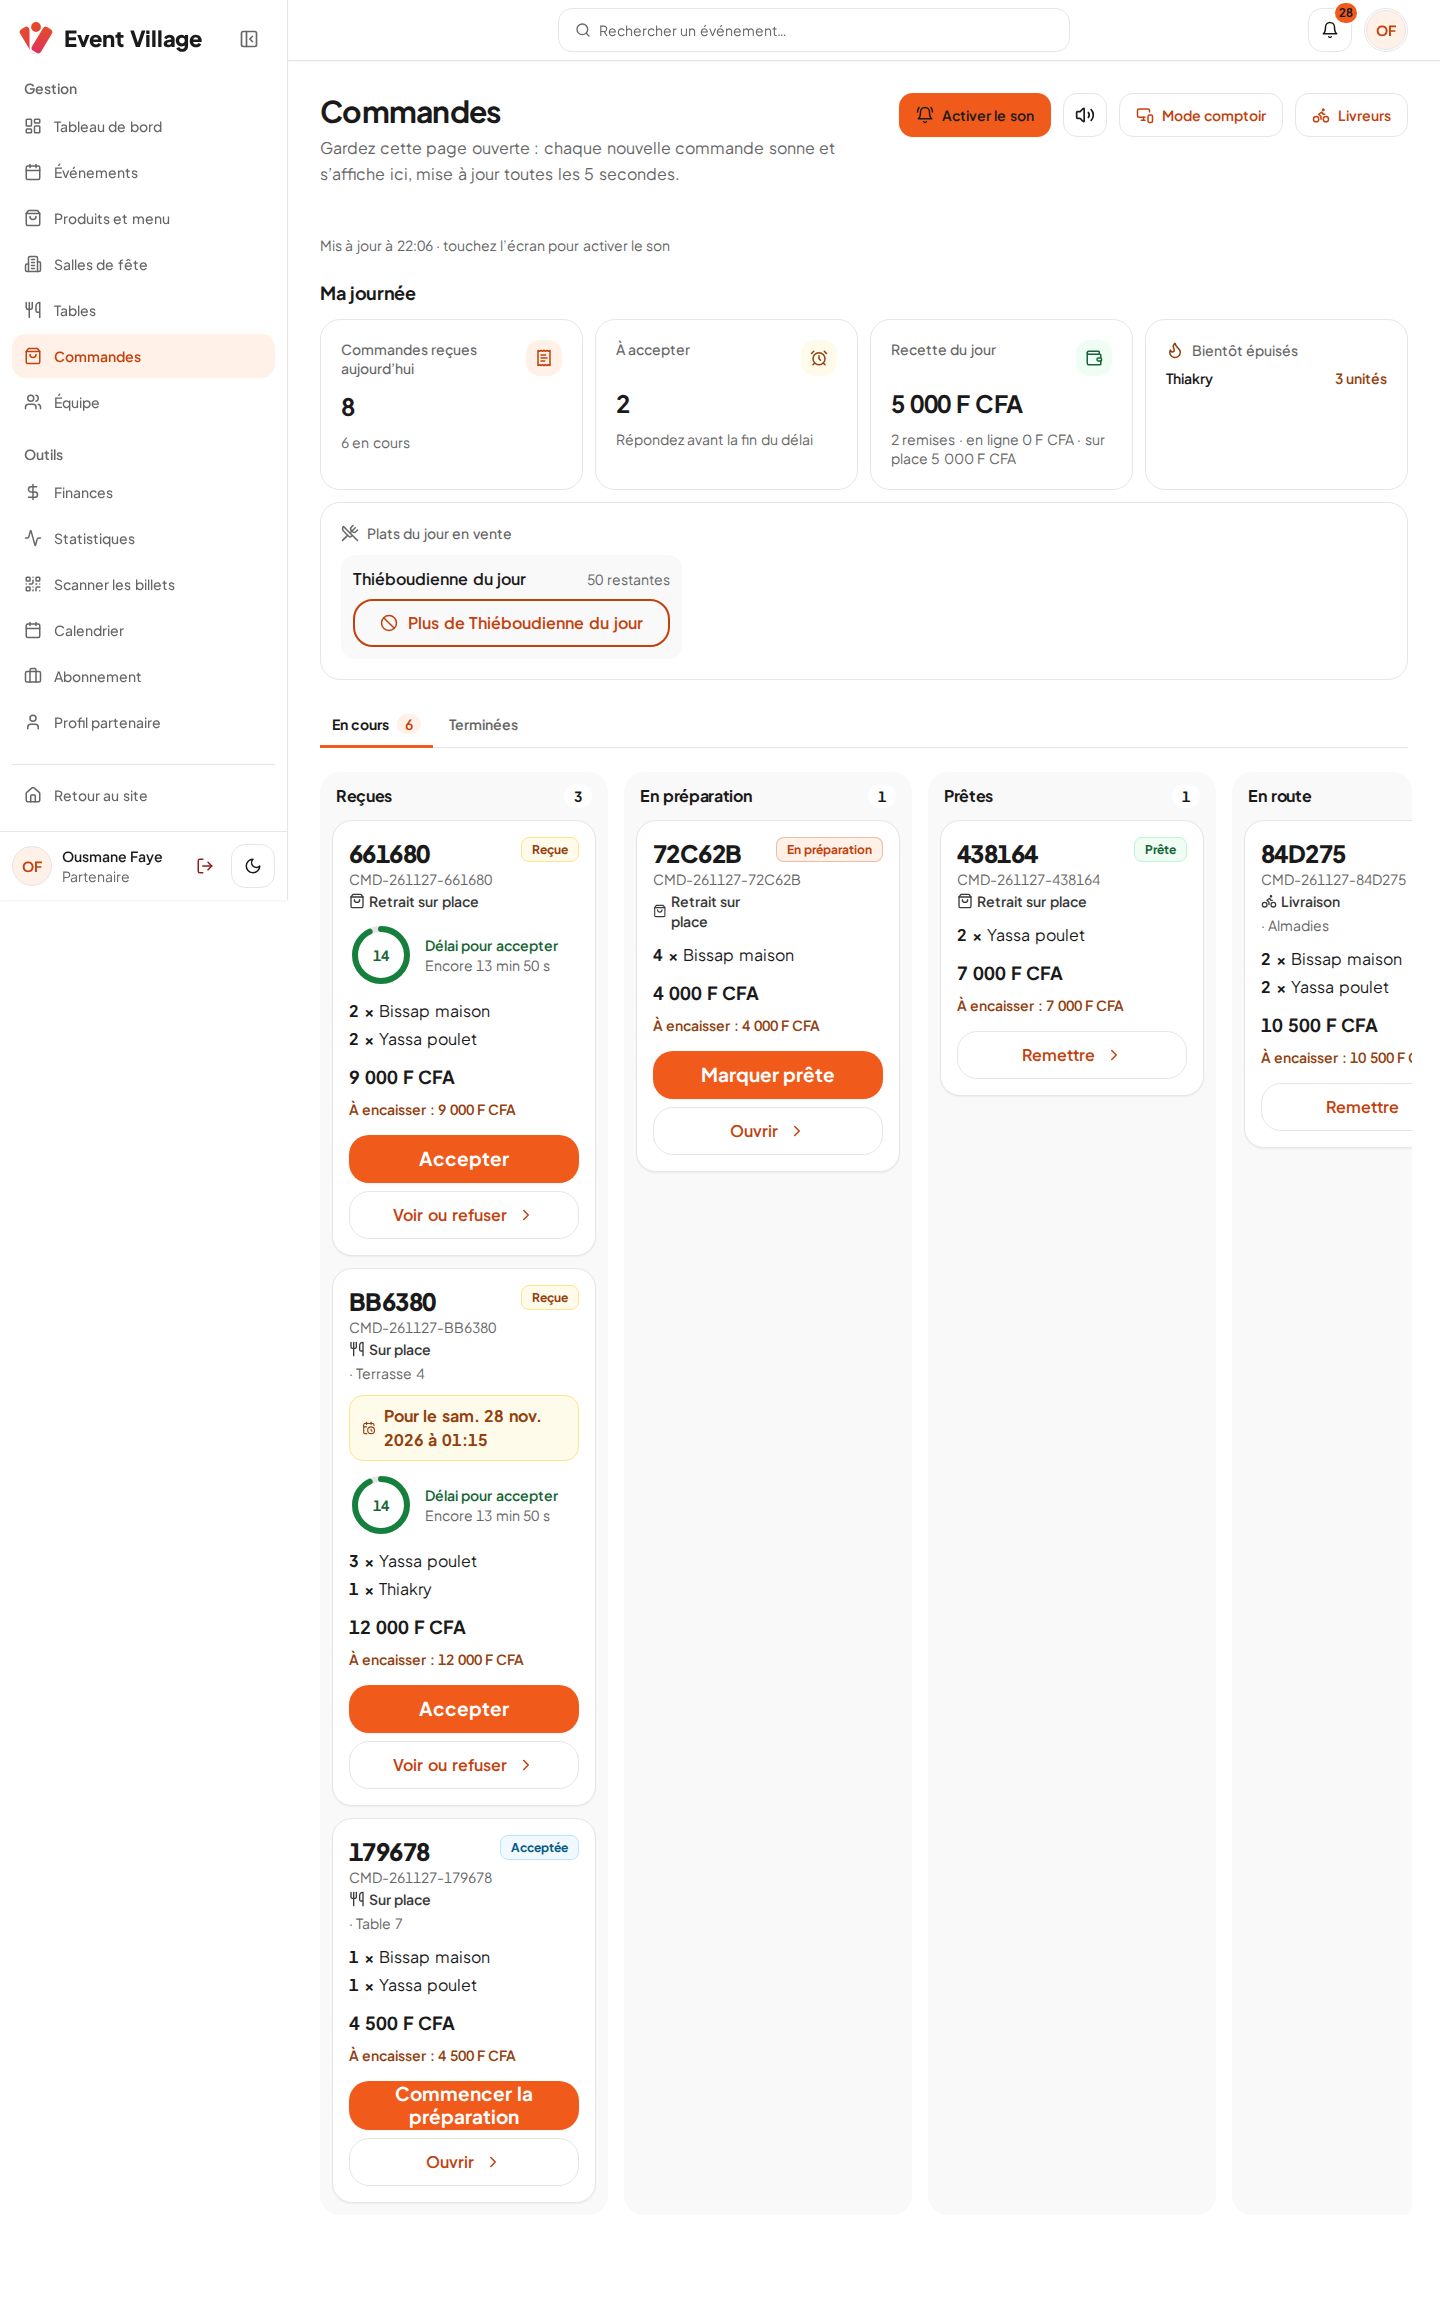 Event Village
Gestion
Tableau de bord
Événements
Produits et menu
Salles de fête
Tables
Commandes
Équipe
Outils
Finances
Statistiques
Scanner les billets
Calendrier
Abonnement
Profil partenaire
Retour au site
OF
Ousmane Faye
Partenaire
Rechercher un événement…
28
OF
Commandes
Gardez cette page ouverte : chaque nouvelle commande sonne et
s’affiche ici, mise à jour toutes les 5 secondes.
Activer le son
Mode comptoir
Livreurs
Mis à jour à 22:06 · touchez l’écran pour activer le son
Ma journée
Commandes reçues
aujourd’hui
8
6 en cours
À accepter
2
Répondez avant la fin du délai
Recette du jour
5 000 F CFA
2 remises · en ligne 0 F CFA · sur
place 5 000 F CFA
Bientôt épuisés
Thiakry 3 unités
Plats du jour en vente
Thiéboudienne du jour 50 restantes
Plus de Thiéboudienne du jour
En cours 6
Terminées
Reçues 3
661680 Reçue
CMD-261127-661680
Retrait sur place
14
Délai pour accepter
Encore 13 min 50 s
2 × Bissap maison
2 × Yassa poulet
9 000 F CFA
À encaisser : 9 000 F CFA
Accepter
Voir ou refuser
BB6380 Reçue
CMD-261127-BB6380
Sur place
· Terrasse 4
Pour le sam. 28 nov.
2026 à 01:15
14
Délai pour accepter
Encore 13 min 50 s
3 × Yassa poulet
1 × Thiakry
12 000 F CFA
À encaisser : 12 000 F CFA
Accepter
Voir ou refuser
179678 Acceptée
CMD-261127-179678
Sur place
· Table 7
1 × Bissap maison
1 × Yassa poulet
4 500 F CFA
À encaisser : 4 500 F CFA
Commencer la
préparation
Ouvrir
En préparation 1
72C62B En préparation
CMD-261127-72C62B
Retrait sur
place
4 × Bissap maison
4 000 F CFA
À encaisser : 4 000 F CFA
Marquer prête
Ouvrir
Prêtes 1
438164 Prête
CMD-261127-438164
Retrait sur place
2 × Yassa poulet
7 000 F CFA
À encaisser : 7 000 F CFA
Remettre
En route
84D275
CMD-261127-84D275
Livraison
· Almadies
2 × Bissap maison
2 × Yassa poulet
10 500 F CFA
À encaisser : 10 500 F
Remettre